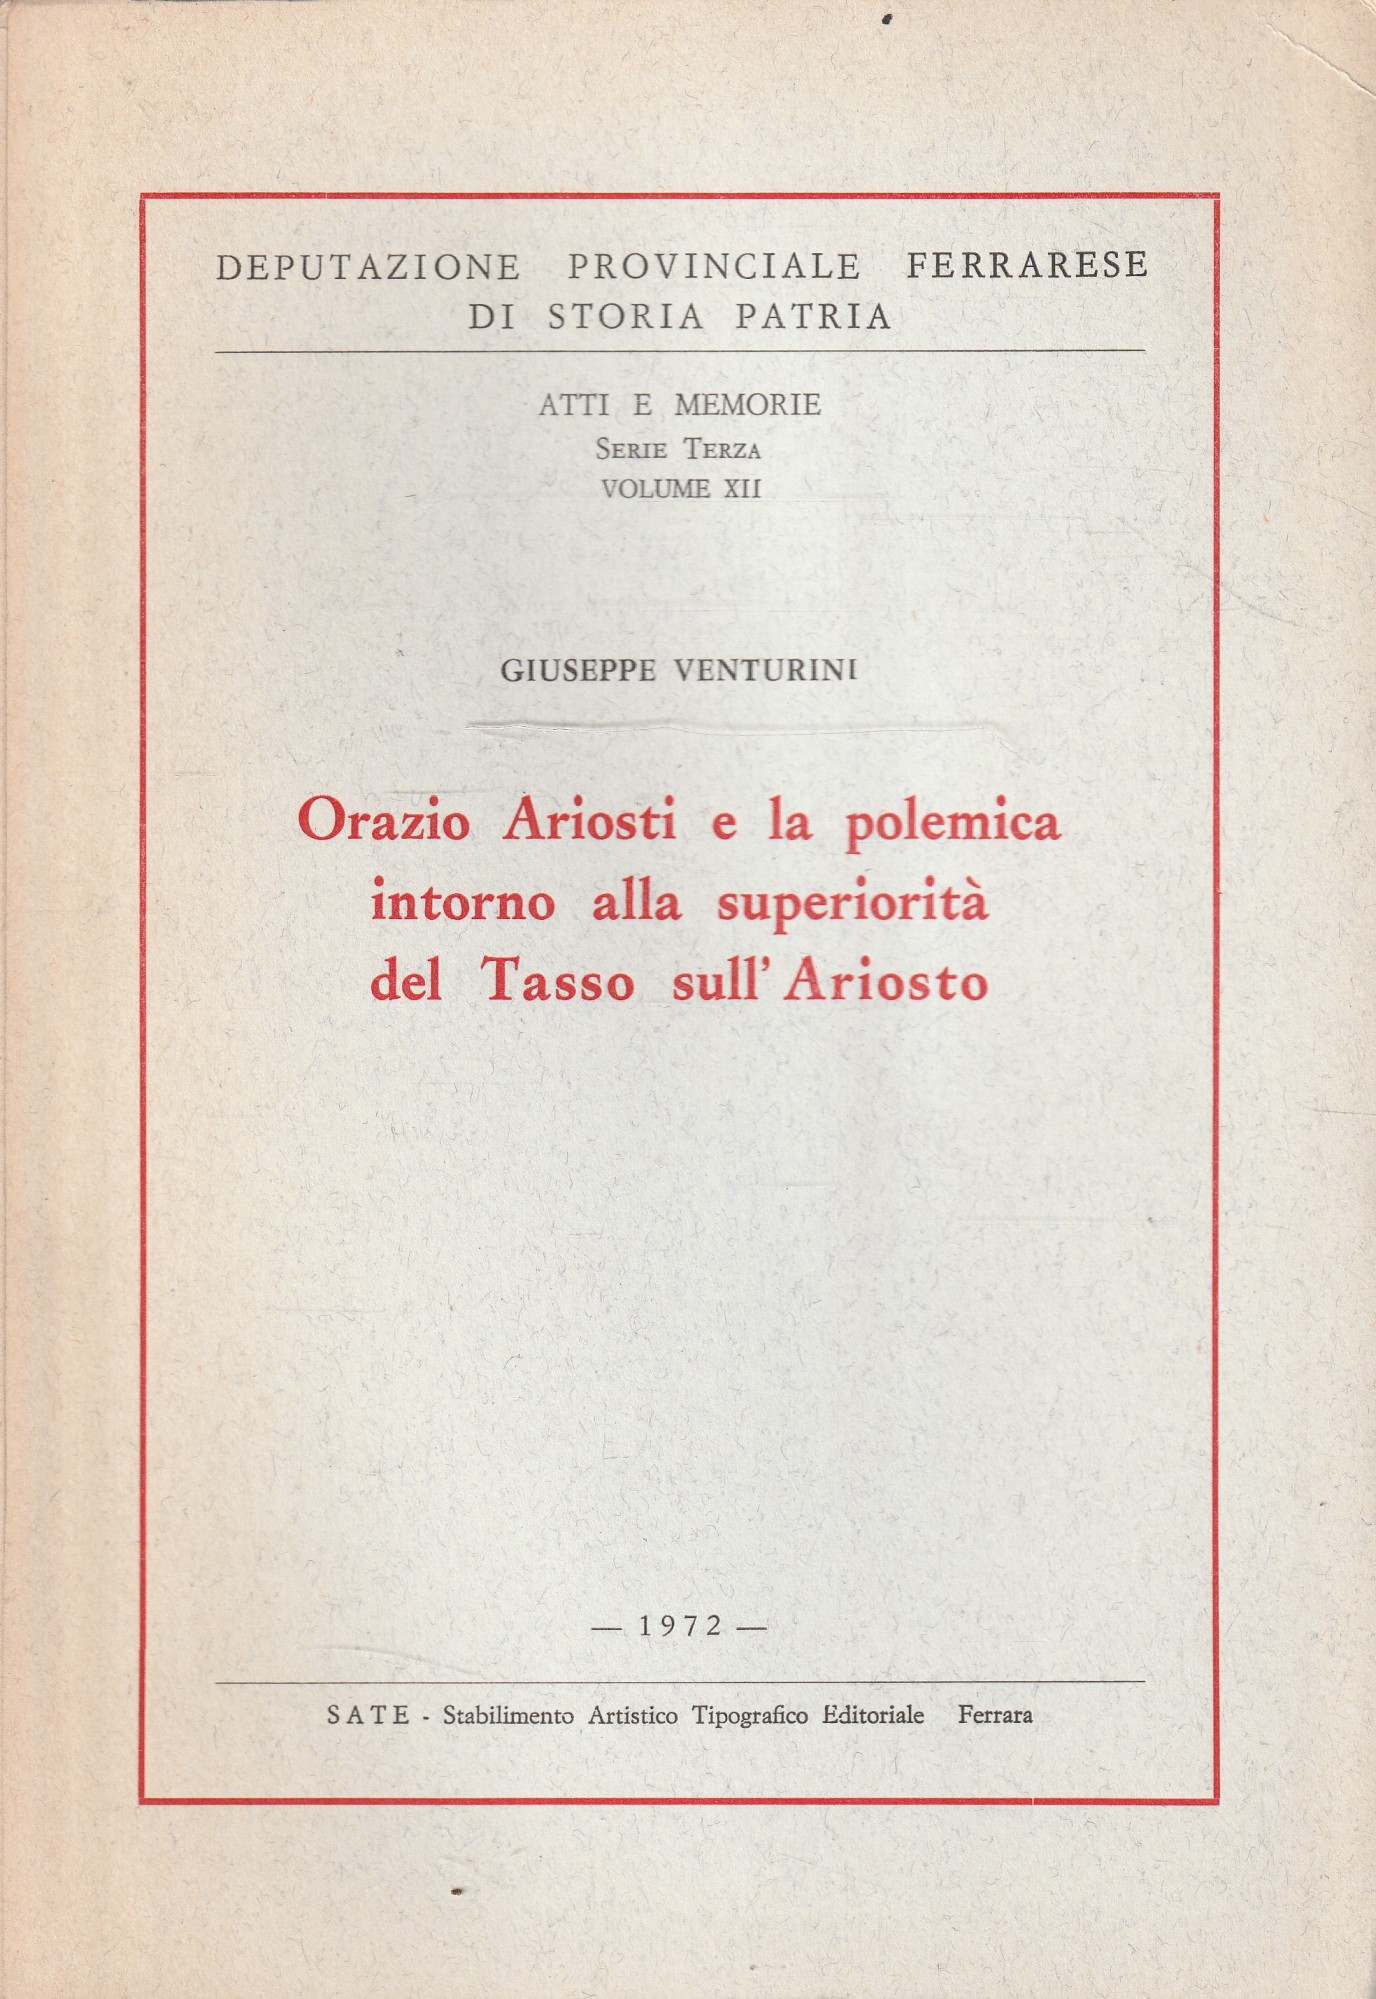 DEPUTAZIONE PROVINCIALE FERRARESE
DI STORIA PATRIA
ATTI E MEMORIE
SERIE TERZA
VOLUME XII
GIUSEPPE VENTURINI
Orazio Ariosti e la polemica
intorno alla superiorità
del Tasso sull'Ariosto
— 1972 —
SATE - Stabilimento Artistico Tipografico Editoriale Ferrara